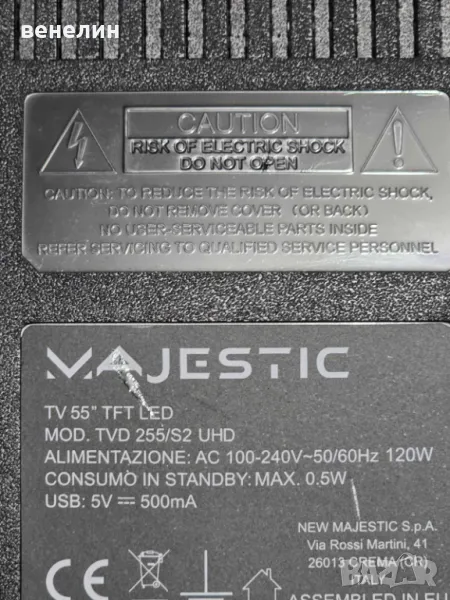 венелин
CAUTION
RISK OF ELECTRIC SHOCK
DO NOT OPEN
CAUTION: TO REDUCE THE RISK OF ELECTRIC SHOCK,
DO NOT REMOVE COVER (OR BACK)
NO USER-SERVICEABLE PARTS INSIDE
REFER SERVICING TO QUALIFIED SERVICE PERSONNEL
MAJESTIC
TV 55" TFT LED
MOD. TVD 255/S2 UHD
ALIMENTAZIONE: AC 100-240V~50/60Hz 120W
CONSUMO IN STANDBY: MAX. 0.5W
USB: 5V ⎓ 500mA
NEW MAJESTIC S.p.A.
Via Rossi Martini, 41
26013 CREMA (CR)
ITALY
ASSEMBLED IN EU
CE
BAZAR